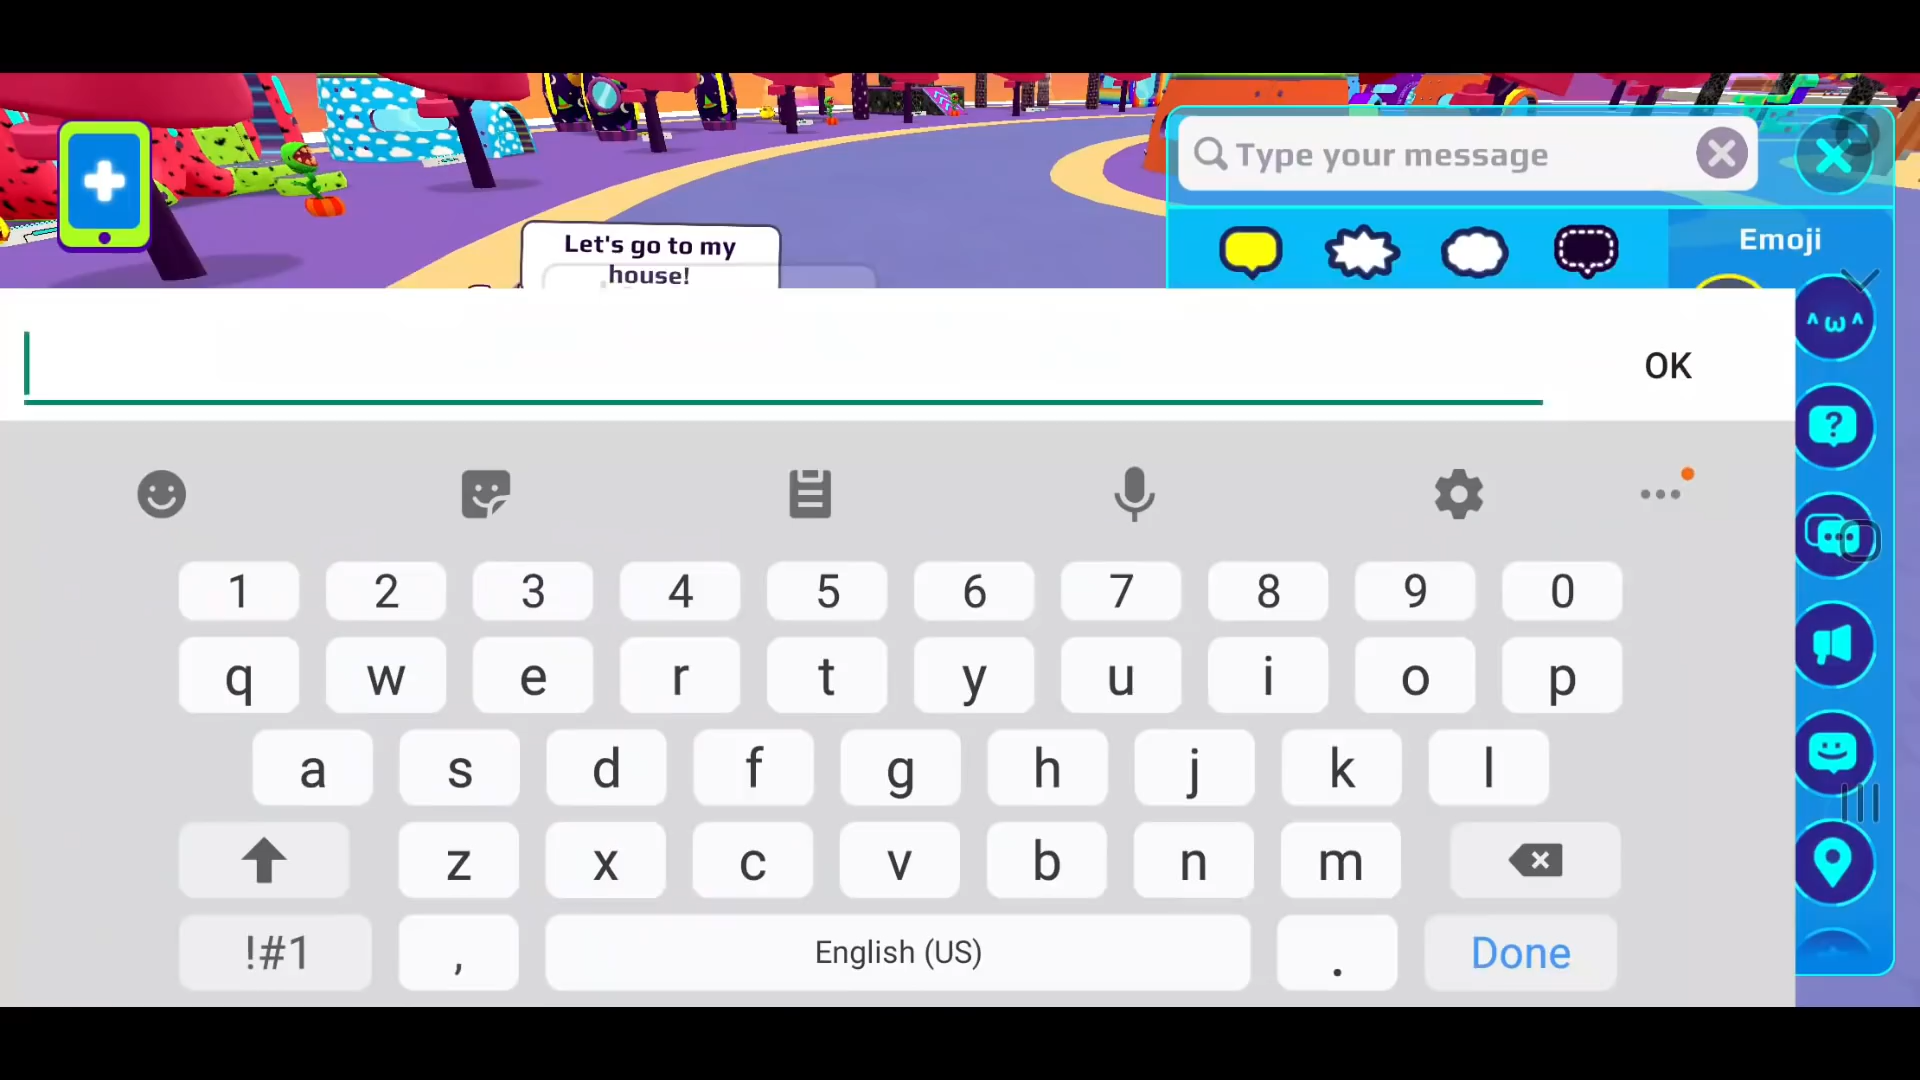 Type your message
Emoji
Let's go to my
house!
^ω^
?
OK
1 2 3 4 5 6 7 8 9 0
q w e r t y u i o p
a s d f g h j k l
z x c v b n m
!#1 , English (US) . Done